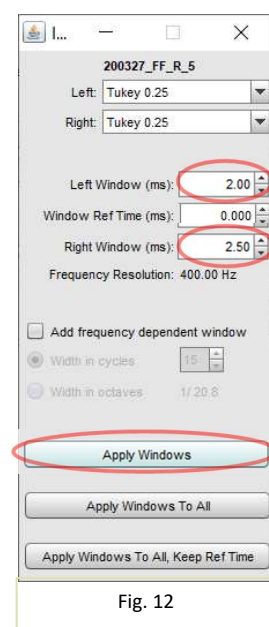 I...
200327_FF_R_5
Left: Tukey 0.25
Right: Tukey 0.25
Left Window (ms): 2.00
Window Ref Time (ms): 0.000
Right Window (ms): 2.50
Frequency Resolution: 400.00 Hz
Add frequency dependent window
Width in cycles 15
Width in octaves 1/ 20.8
Apply Windows
Apply Windows To All
Apply Windows To All, Keep Ref Time
Fig. 12